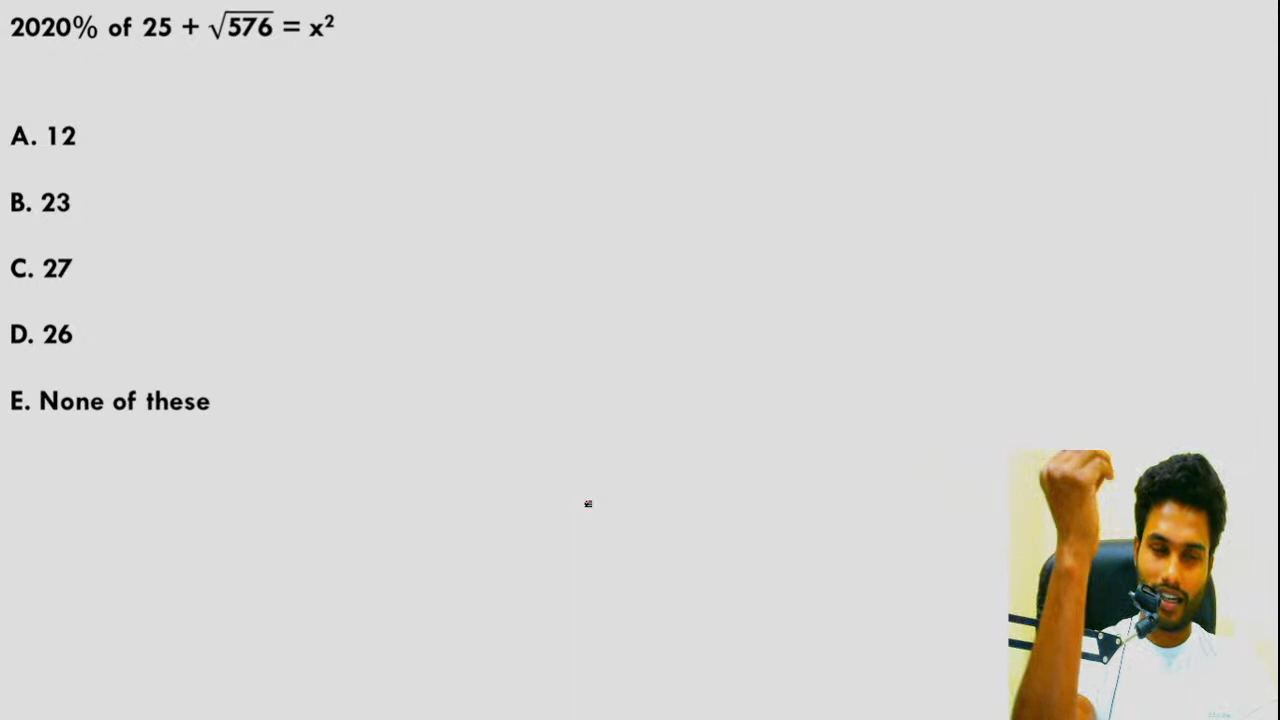 2020% of 25 + √576 = x²
A. 12
B. 23
C. 27
D. 26
E. None of these